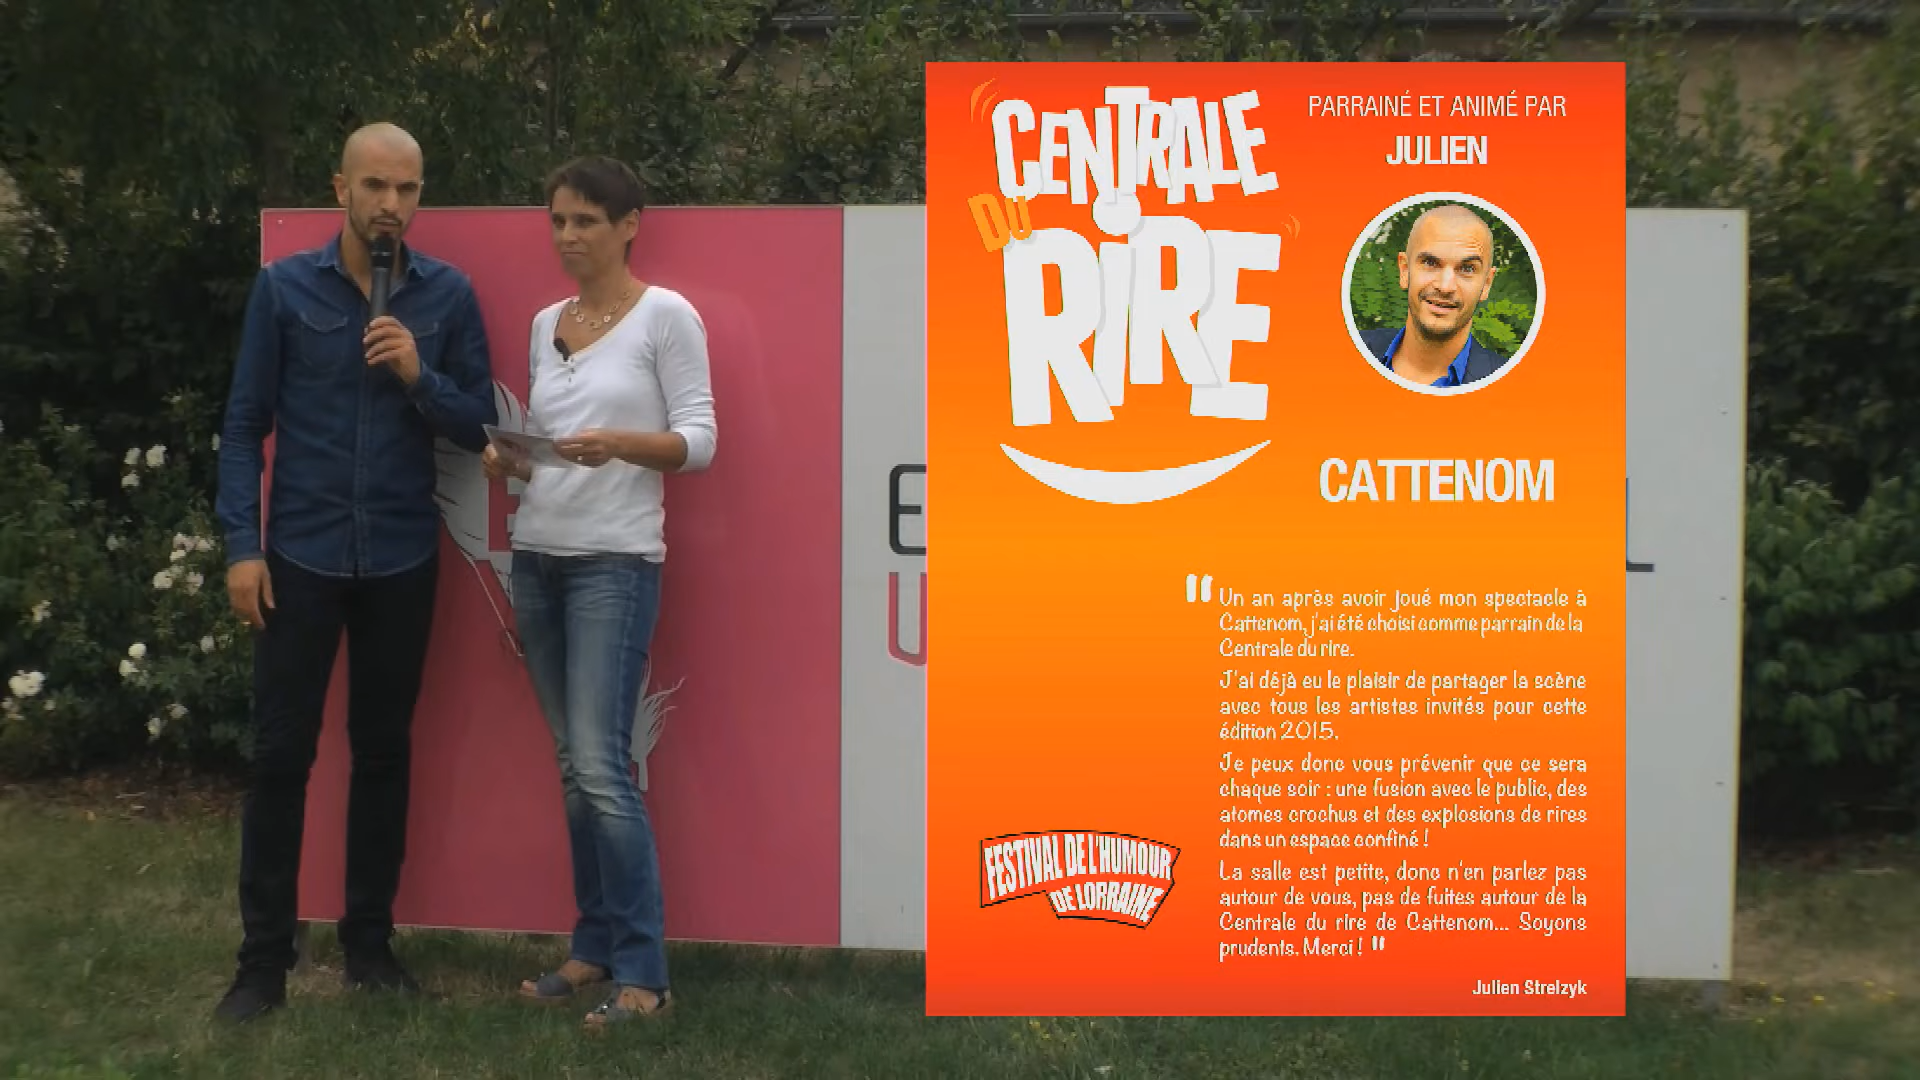 CENTRALE
DU
RIRE
PARRAINÉ ET ANIMÉ PAR
JULIEN
CATTENOM
" Un an après avoir joué mon spectacle à
Cattenom, j'ai été choisi comme parrain de la
Centrale du rire.
J'ai déjà eu le plaisir de partager la scène
avec tous les artistes invités pour cette
édition 2015.
Je peux donc vous prévenir que ce sera
chaque soir : une fusion avec le public, des
atomes crochus et des explosions de rires
dans un espace confiné !
La salle est petite, donc n'en parlez pas
autour de vous, pas de fuites autour de la
Centrale du rire de Cattenom... Soyons
prudents. Merci ! "
Julien Strelzyk
FESTIVAL DE L'HUMOUR
DE LORRAINE